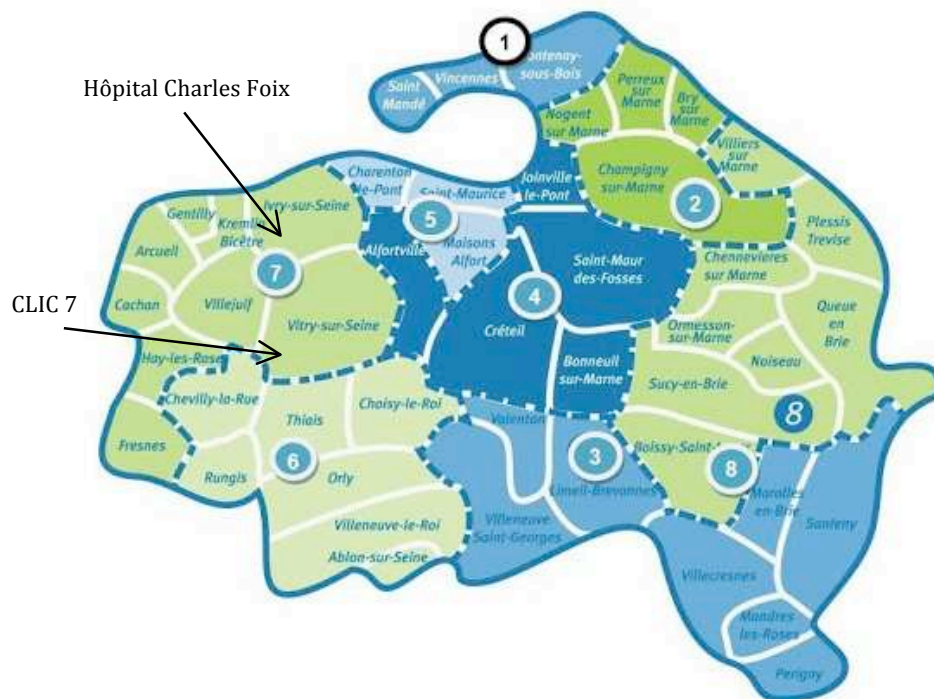 1
Fontenay-
sous-Bois
Vincennes
Saint
Mandé
Hôpital Charles Foix
Perreux
sur
Marne
Bry
sur
Marne
Nogent
sur Marne
Villiers
sur
Marne
Champigny
sur-Marne
2
Joinville
le-Pont
Charenton
le-Pont
Saint-Maurice
5
Maisons
Alfort
Alfortville
Ivry-sur-Seine
Gentilly
Kremlin
Bicêtre
Arcueil
7
Plessis
Trevise
Chennevieres
sur Marne
Saint-Maur
des-Fosses
4
Créteil
CLIC 7
Cachan
Villejuif
Vitry-sur-Seine
Queue
en
Brie
Ormesson-
sur-Marne
Noiseau
Bonneuil
sur-Marne
Sucy-en-Brie
8
Hay-les-Rose
Chevilly-la-Rue
Thiais
Choisy-le-Roi
Fresnes
Rungis
6
Orly
Valenton
3
Limeil-Brevannes
Boissy-Saint-
8
Marolles
en-Brie
Santeny
Villeneuve
Saint-Georges
Villeneuve-le-Roi
Ablon-sur-Seine
Villecresnes
Mandres
les-Roses
Perigny